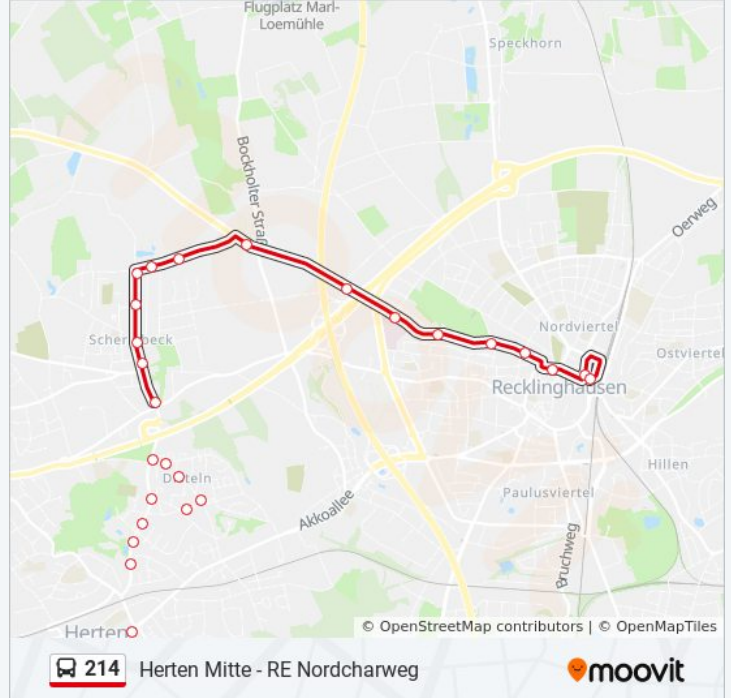 Flugplatz Marl-
Loemühle
Speckhorn
Bockholter Straß
Oerweg
Nordviertel
Ostviertel
Recklinghausen
Hillen
Paulusviertel
Akkoallee
Bruchweg
Herten
© OpenStreetMap contributors | © OpenMapTiles
214 Herten Mitte - RE Nordcharweg
moovit